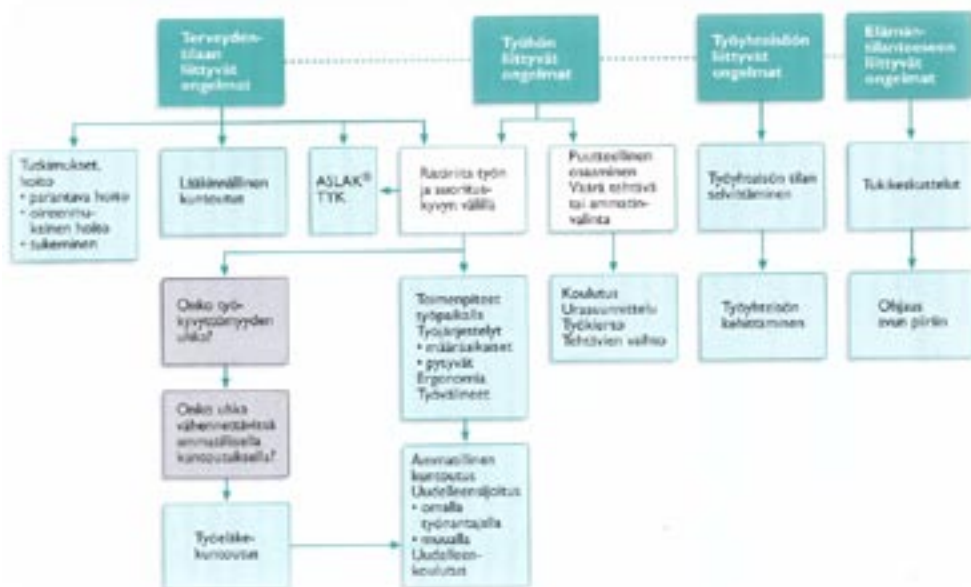 Terveyden-
tilaan
liittyvät
ongelmat
Työhön
liittyvät
ongelmat
Työyhteisöön
liittyvät
ongelmat
Elämän-
tilanteeseen
liittyvät
ongelmat
Tutkimukset,
hoito
• parantava hoito
• oireenmu-
kainen hoito
• tukeminen
Lääkinnällinen
kuntoutus
ASLAK®
TYK
Ristiriita työn
ja suoritus-
kyvyn välillä
Puutteellinen
osaaminen
Väärä tehtävä
tai ammatin-
valinta
Työyhteisön tilan
selvittäminen
Tukikeskustelut
Onko työ-
kyvyttömyyden
uhka?
Toimenpiteet
työpaikalla
Työjärjestelyt
• määräaikaiset
• pysyvät
Ergonomia
Työvälineet
Koulutus
Urasuunnittelu
Työkierto
Tehtävien vaihto
Työyhteisön
kehittäminen
Ohjaus
avun piiriin
Onko uhka
vähennettävissä
ammatillisella
kuntoutuksella?
Ammatillinen
kuntoutus
Uudelleensijoitus
• omalla
työnantajalla
• muualla
Uudelleen-
koulutus
Työeläke-
kuntoutus